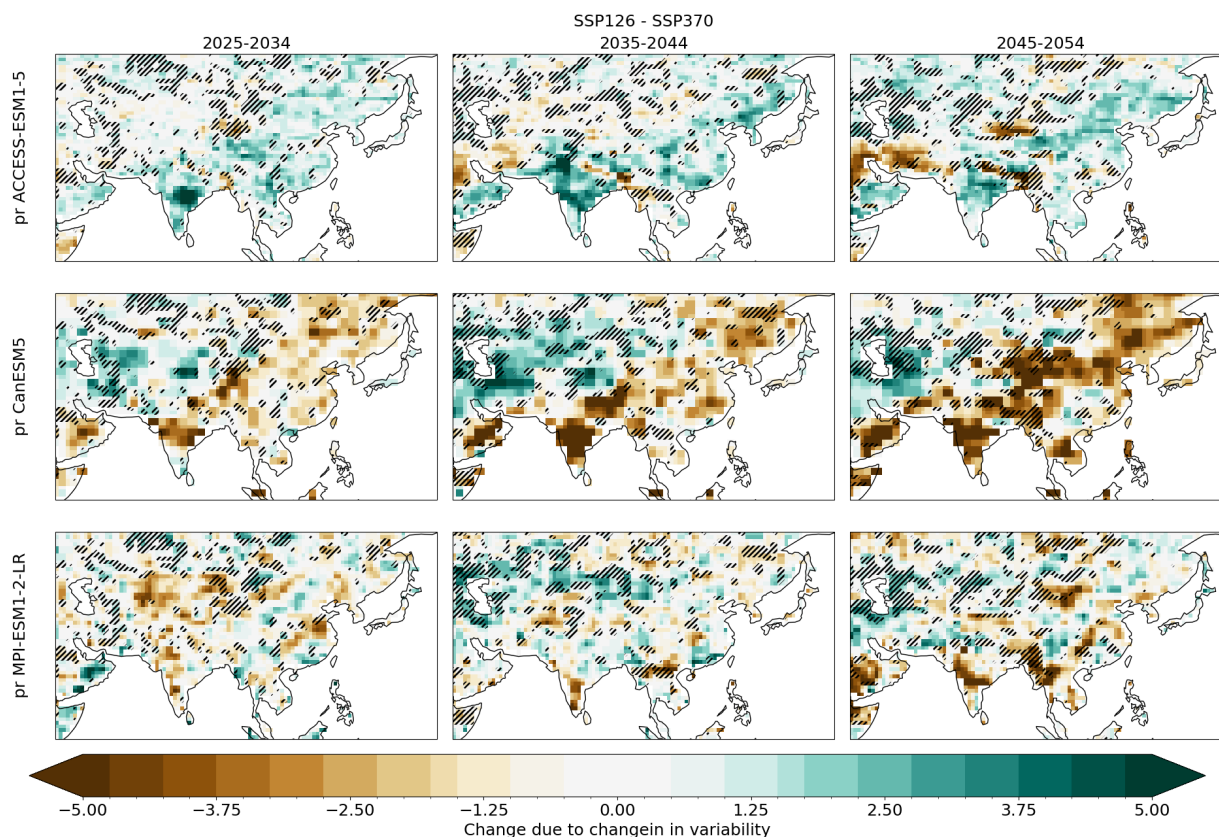 SSP126 - SSP370
2025-2034
2035-2044
2045-2054
pr ACCESS-ESM1-5
pr CanESM5
pr MPI-ESM1-2-LR
−5.00
−3.75
−2.50
−1.25
0.00
1.25
2.50
3.75
5.00
Change due to changein in variability